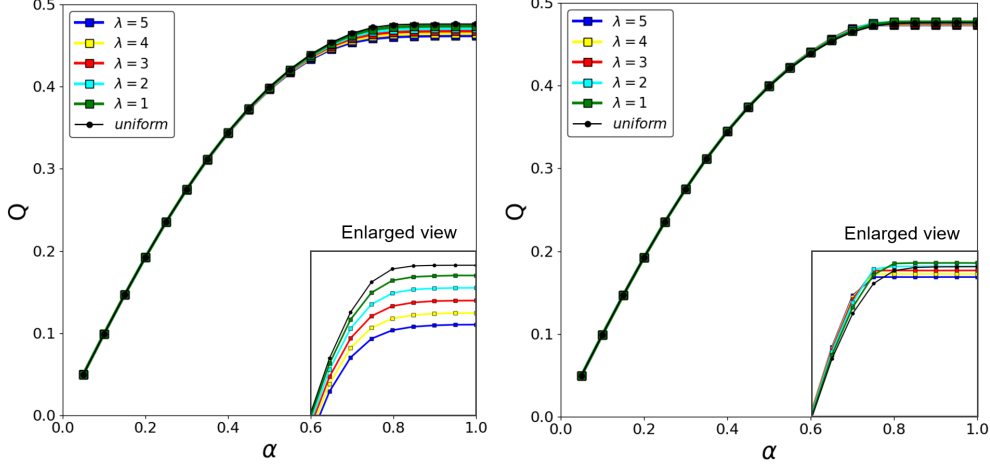 0.5
0.4
0.3
0.2
0.1
0.0
Q
λ = 5
λ = 4
λ = 3
λ = 2
λ = 1
uniform
Enlarged view
0.0 0.2 0.4 0.6 0.8 1.0
α
0.5
0.4
0.3
0.2
0.1
0.0
Q
λ = 5
λ = 4
λ = 3
λ = 2
λ = 1
uniform
Enlarged view
0.0 0.2 0.4 0.6 0.8 1.0
α